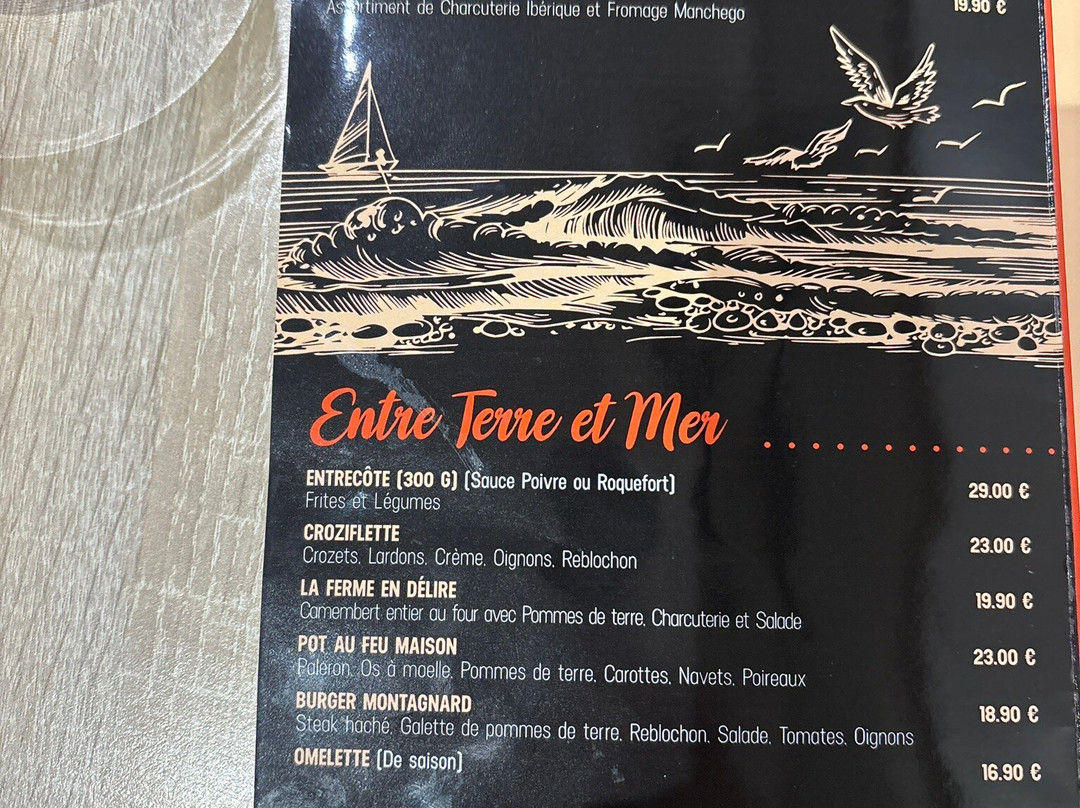 Assortiment de Charcuterie Ibérique et Fromage Manchego 19.90 €
Entre Terre et Mer
ENTRECÔTE (300 G) (Sauce Poivre ou Roquefort) 29.00 €
Frites et Légumes
CROZIFLETTE 23.00 €
Crozets, Lardons, Crème, Oignons, Reblochon
LA FERME EN DÉLIRE 19.90 €
Camembert entier au four avec Pommes de terre, Charcuterie et Salade
POT AU FEU MAISON 23.00 €
Paleron, Os à moelle, Pommes de terre, Carottes, Navets, Poireaux
BURGER MONTAGNARD 18.90 €
Steak haché, Galette de pommes de terre, Reblochon, Salade, Tomates, Oignons
OMELETTE (De saison) 16.90 €